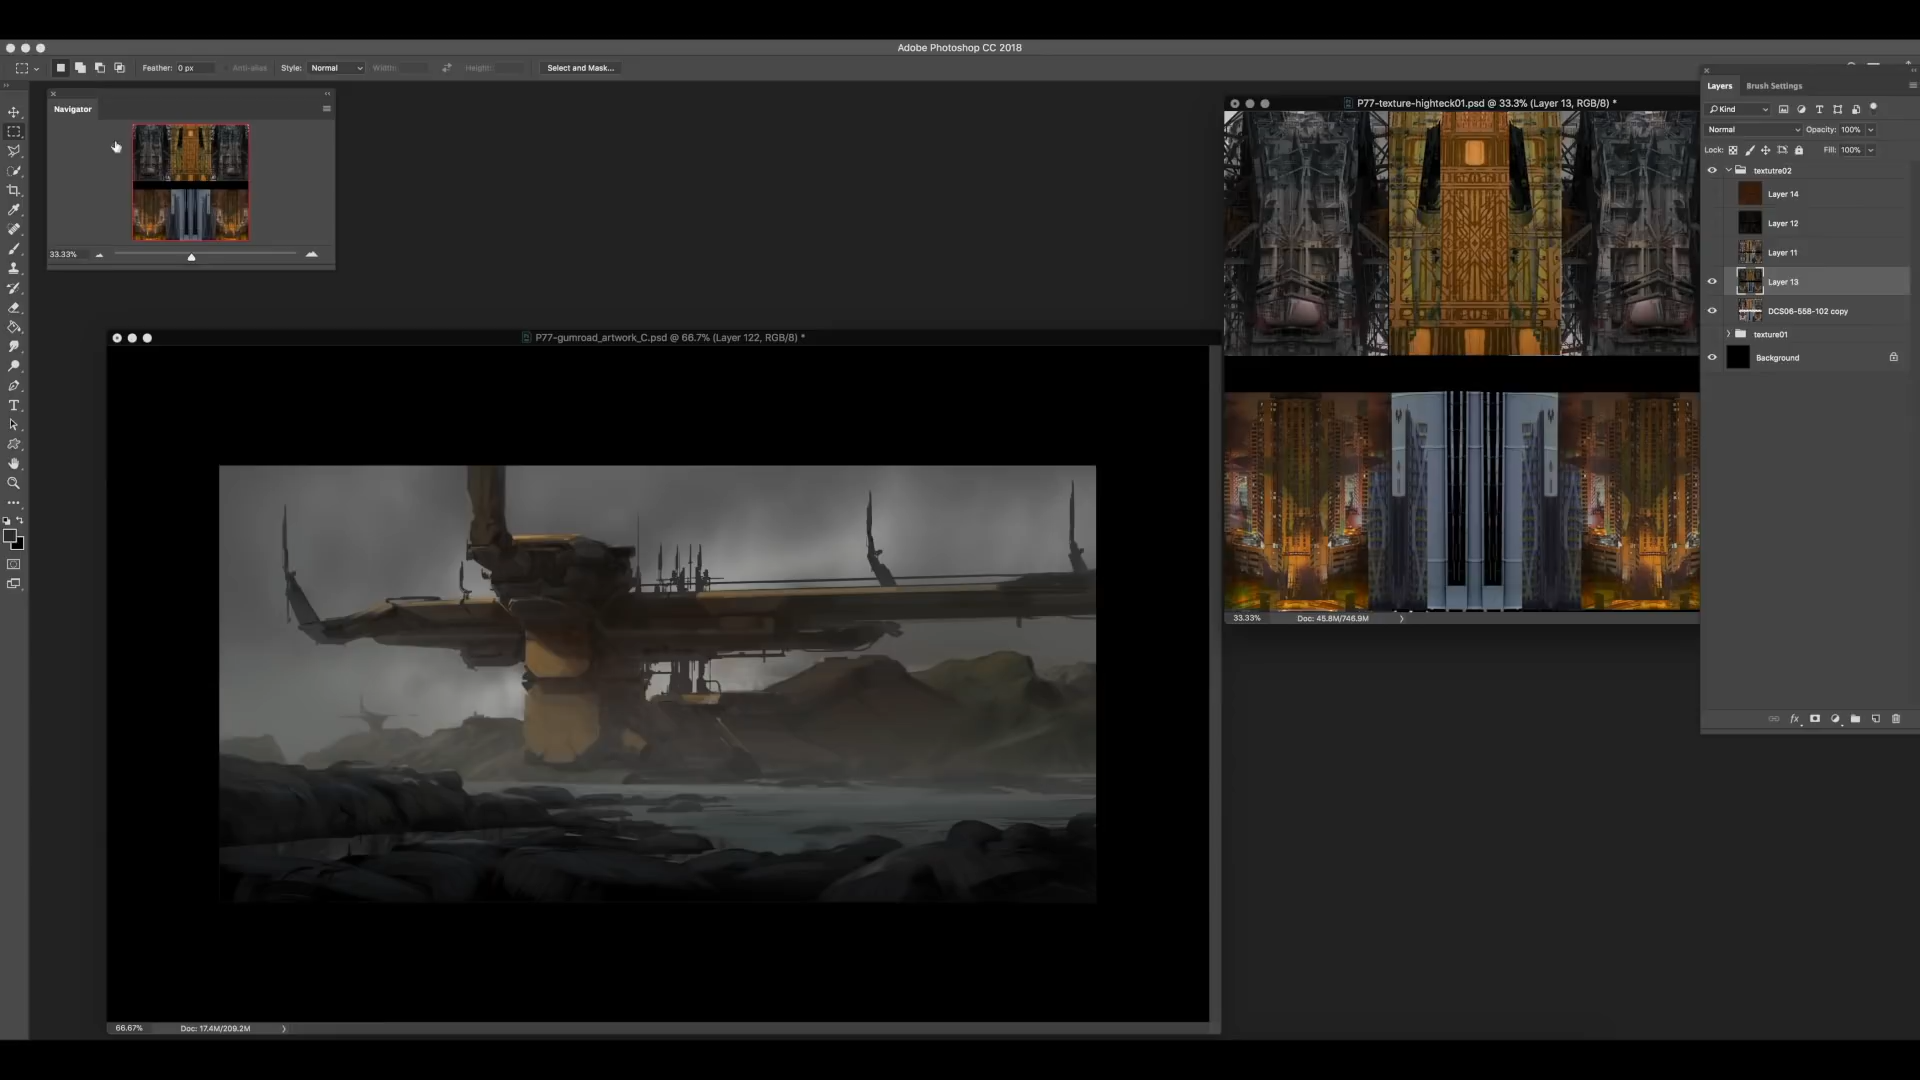 Adobe Photoshop CC 2018
Feather: 0 px
Anti-alias
Style: Normal
Width:
Height:
Select and Mask...
Navigator
33.33%
P77-gumroad_artwork_C.psd @ 66.7% (Layer 122, RGB/8) *
66.67%
Doc: 17.4M/209.2M
P77-texture-highteck01.psd @ 33.3% (Layer 13, RGB/8) *
33.33%
Doc: 45.8M/746.9M
Layers
Brush Settings
Kind
Normal
Opacity: 100%
Lock:
Fill: 100%
textutre02
Layer 14
Layer 12
Layer 11
Layer 13
DCS06-558-102 copy
texture01
Background